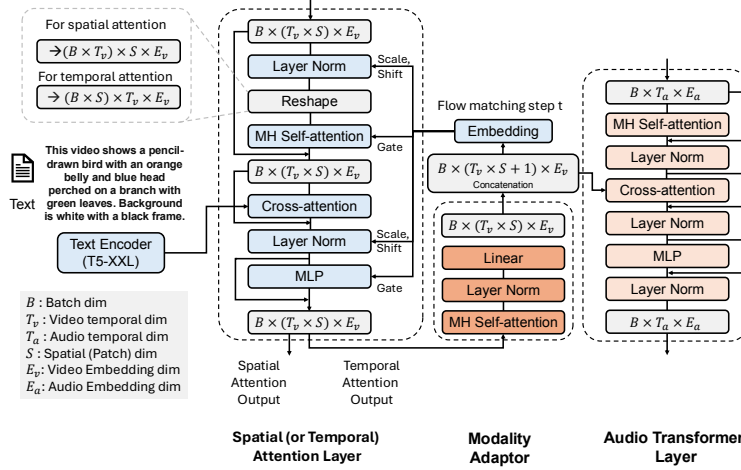 For spatial attention
→(B × T_v) × S × E_v
For temporal attention
→ (B × S) × T_v × E_v
This video shows a pencil-
drawn bird with an orange
belly and blue head
perched on a branch with
green leaves. Background
is white with a black frame.
Text
Text Encoder
(T5-XXL)
B : Batch dim
T_v : Video temporal dim
T_a : Audio temporal dim
S : Spatial (Patch) dim
E_v : Video Embedding dim
E_a : Audio Embedding dim
B × (T_v × S) × E_v
Layer Norm
Scale,
Shift
Reshape
MH Self-attention
Gate
B × (T_v × S) × E_v
Cross-attention
Layer Norm
Scale,
Shift
MLP
Gate
B × (T_v × S) × E_v
Spatial
Attention
Output
Temporal
Attention
Output
Spatial (or Temporal)
Attention Layer
Flow matching step t
Embedding
B × (T_v × S + 1) × E_v
Concatenation
B × (T_v × S) × E_v
Linear
Layer Norm
MH Self-attention
Modality
Adaptor
B × T_a × E_a
MH Self-attention
Layer Norm
Cross-attention
Layer Norm
MLP
Layer Norm
B × T_a × E_a
Audio Transformer
Layer